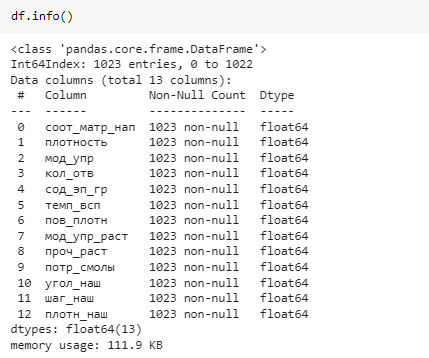 df.info()
<class 'pandas.core.frame.DataFrame'>
Int64Index: 1023 entries, 0 to 1022
Data columns (total 13 columns):
 #   Column         Non-Null Count  Dtype
---  ------         --------------  -----
 0   соот_матр_нап  1023 non-null   float64
 1   плотность      1023 non-null   float64
 2   мод_упр        1023 non-null   float64
 3   кол_отв        1023 non-null   float64
 4   сод_эп_гр      1023 non-null   float64
 5   темп_всп       1023 non-null   float64
 6   пов_плотн      1023 non-null   float64
 7   мод_упр_раст   1023 non-null   float64
 8   проч_раст      1023 non-null   float64
 9   потр_смолы     1023 non-null   float64
 10  угол_наш       1023 non-null   float64
 11  шаг_наш        1023 non-null   float64
 12  плотн_наш      1023 non-null   float64
dtypes: float64(13)
memory usage: 111.9 KB